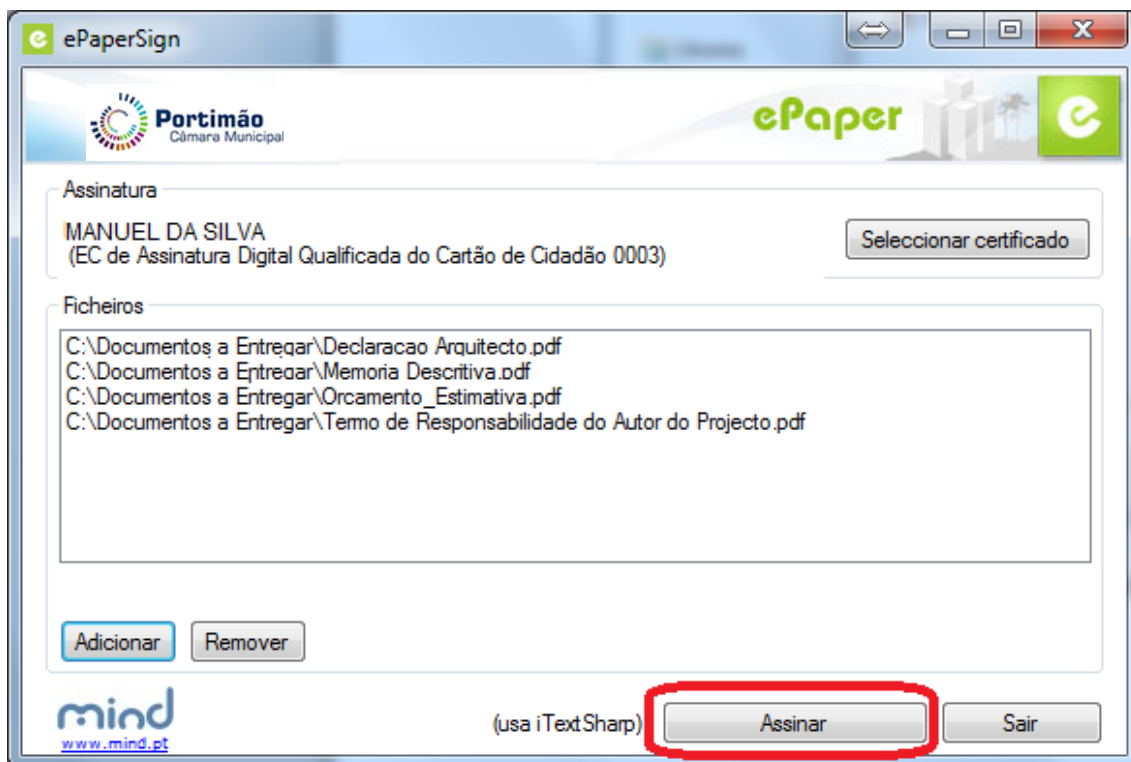 ePaperSign
Portimão
Câmara Municipal
ePaper
e
Assinatura
MANUEL DA SILVA
(EC de Assinatura Digital Qualificada do Cartão de Cidadão 0003)
Seleccionar certificado
Ficheiros
C:\Documentos a Entregar\Declaracao Arquitecto.pdf
C:\Documentos a Entregar\Memoria Descritiva.pdf
C:\Documentos a Entregar\Orcamento_Estimativa.pdf
C:\Documentos a Entregar\Termo de Responsabilidade do Autor do Projecto.pdf
Adicionar
Remover
mind
www.mind.pt
(usa iTextSharp)
Assinar
Sair